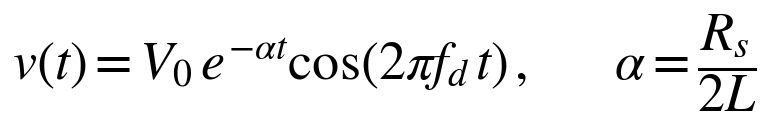 v(t) = V₀ e^{−αt} cos(2πf_d t) ,    α = R_s / 2L